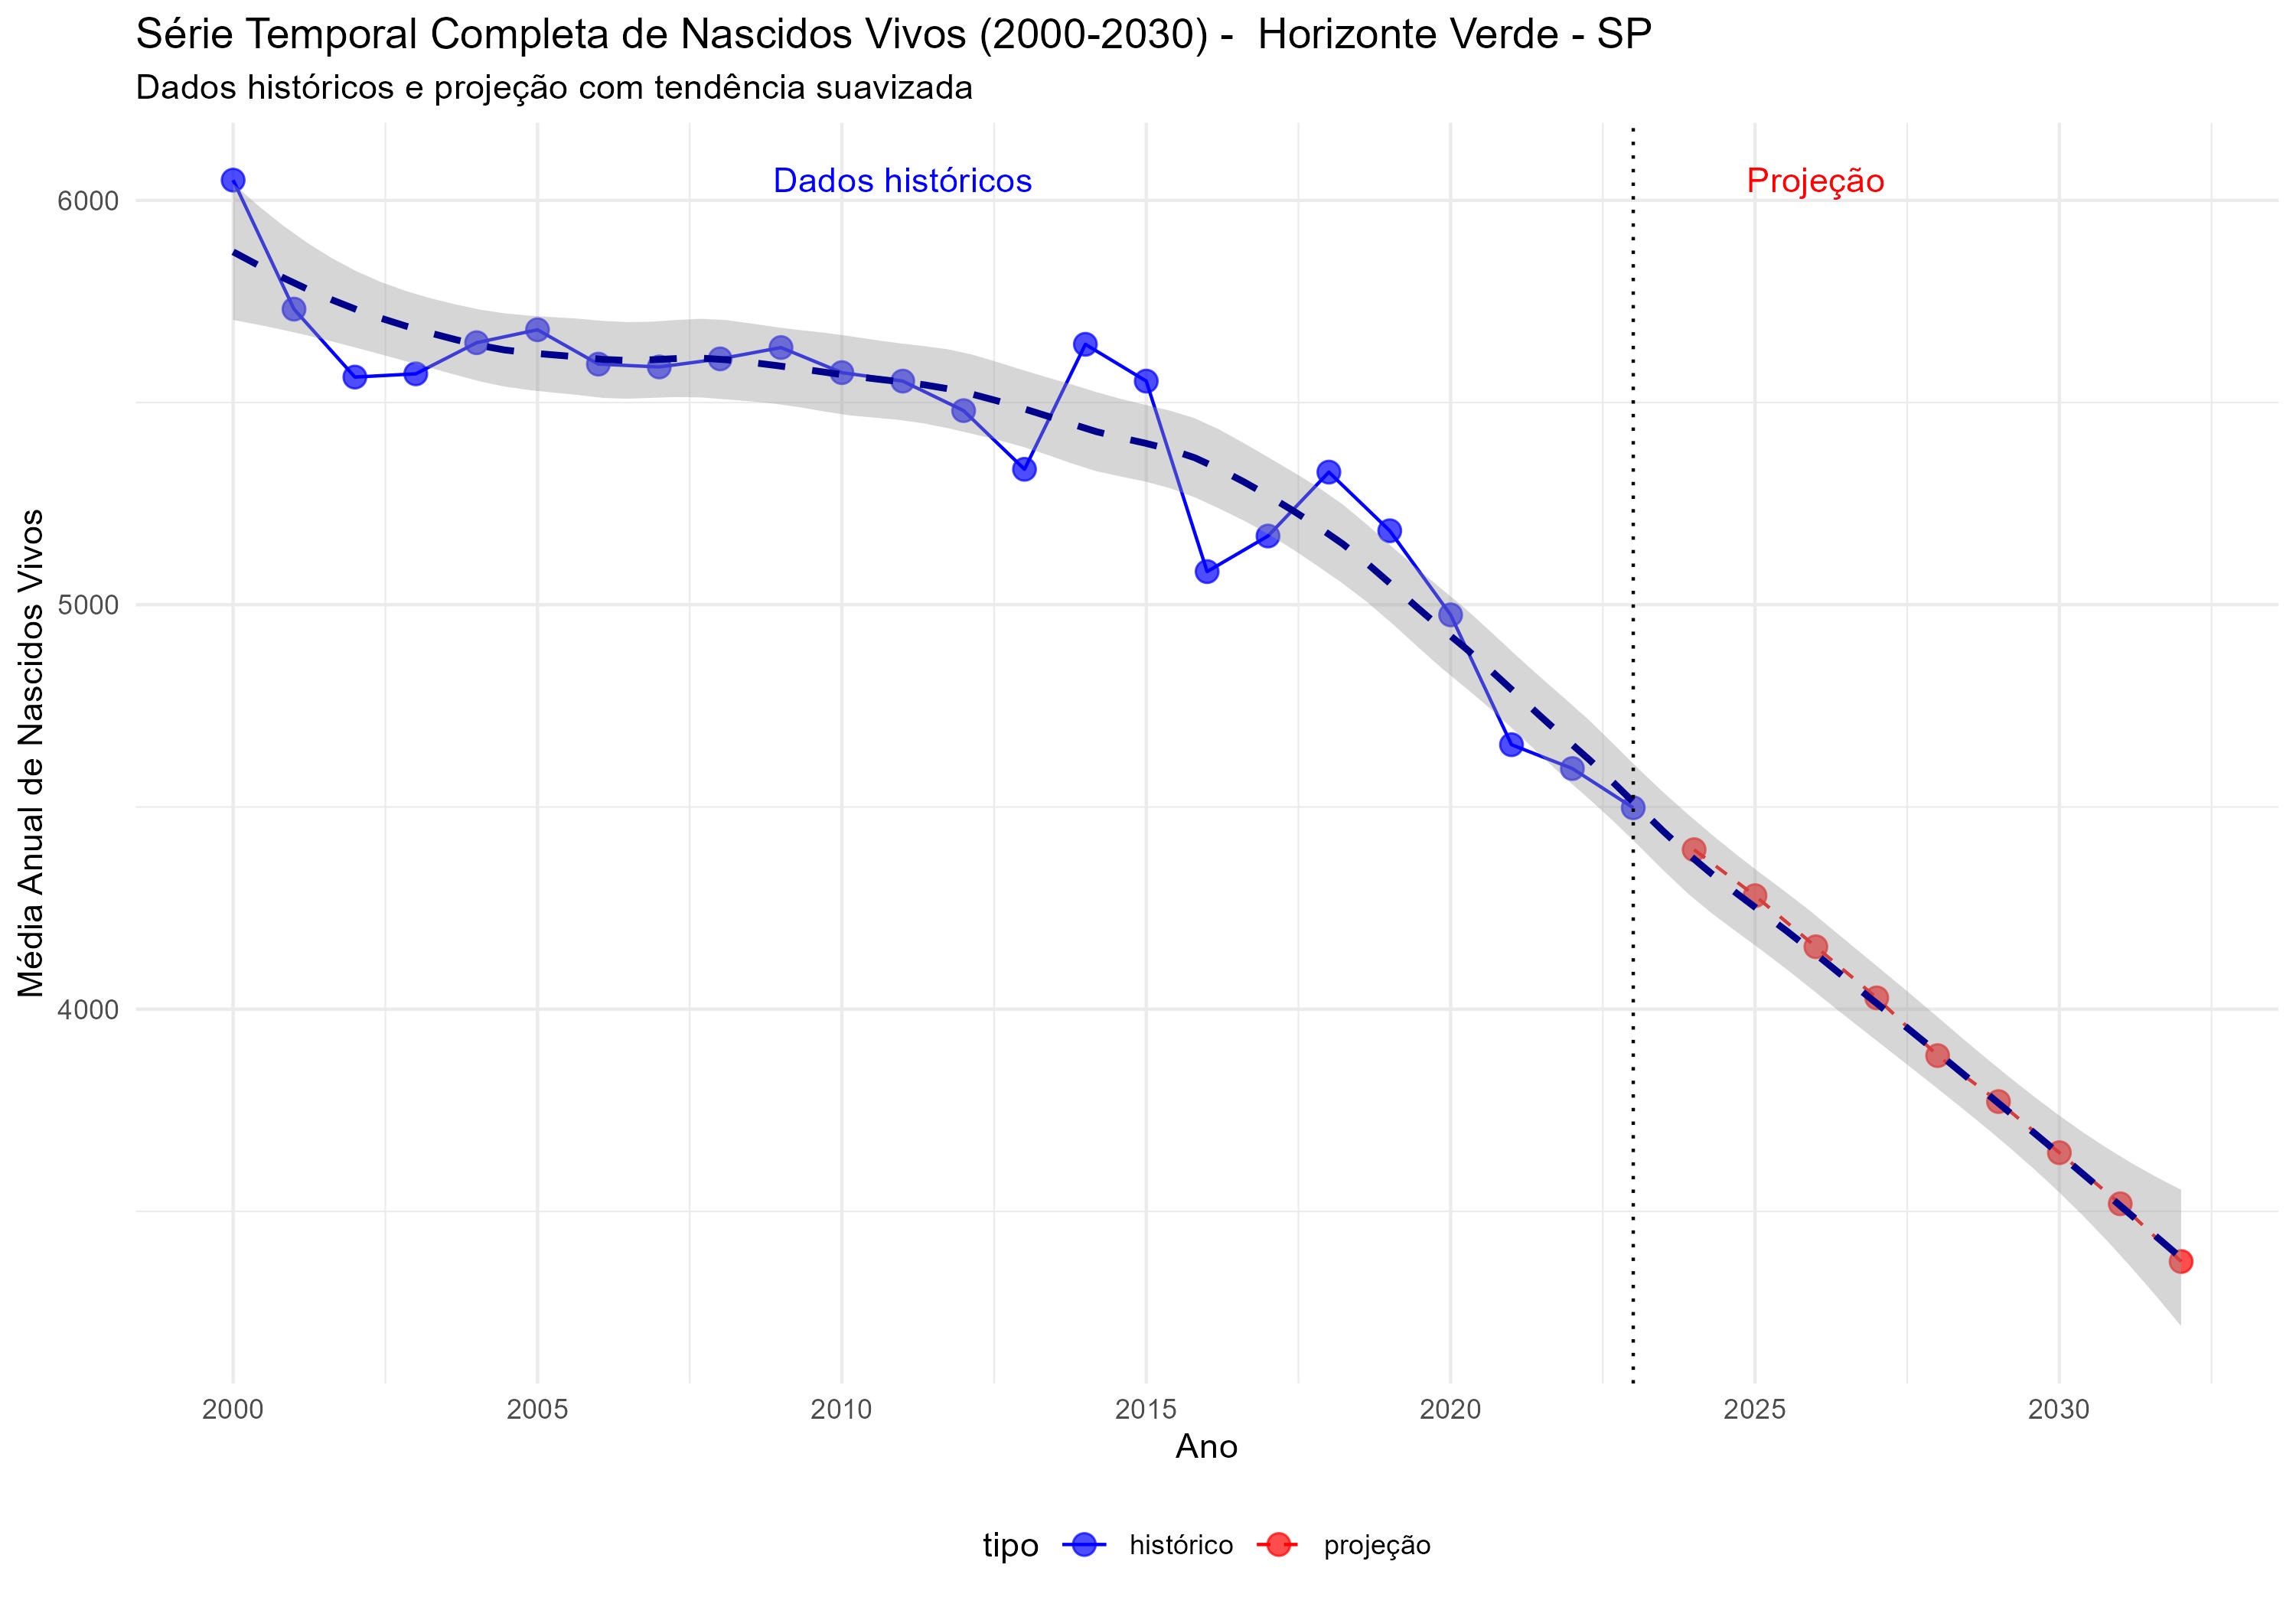 Série Temporal Completa de Nascidos Vivos (2000-2030) -  Horizonte Verde - SP
Dados históricos e projeção com tendência suavizada
Dados históricos
Projeção
6000
5000
4000
Média Anual de Nascidos Vivos
2000
2005
2010
2015
2020
2025
2030
Ano
tipo
histórico
projeção